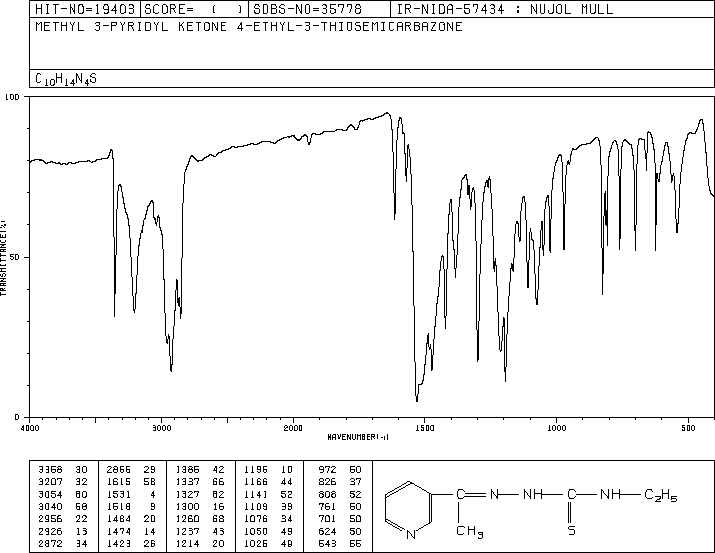 HIT-NO=19403 SCORE= ( ) SDBS-NO=35778 IR-NIDA-57434 : NUJOL MULL
METHYL 3-PYRIDYL KETONE 4-ETHYL-3-THIOSEMICARBAZONE
C10H14N4S
100
50
0
TRANSMITTANCE(%)
4000 3000 2000 1500 1000 500
WAVENUMBER(-1)
3358 30 2866 29 1386 42 1196 10 972 50
3207 32 1615 58 1337 66 1166 44 826 37
3054 60 1531 4 1327 62 1141 52 808 52
3040 58 1518 9 1300 16 1109 39 761 50
2956 22 1484 20 1260 68 1076 34 701 50
2926 13 1474 14 1237 43 1050 49 624 50
2872 34 1423 26 1214 20 1026 49 543 55
C N NH C NH C2H5
N CH3 S